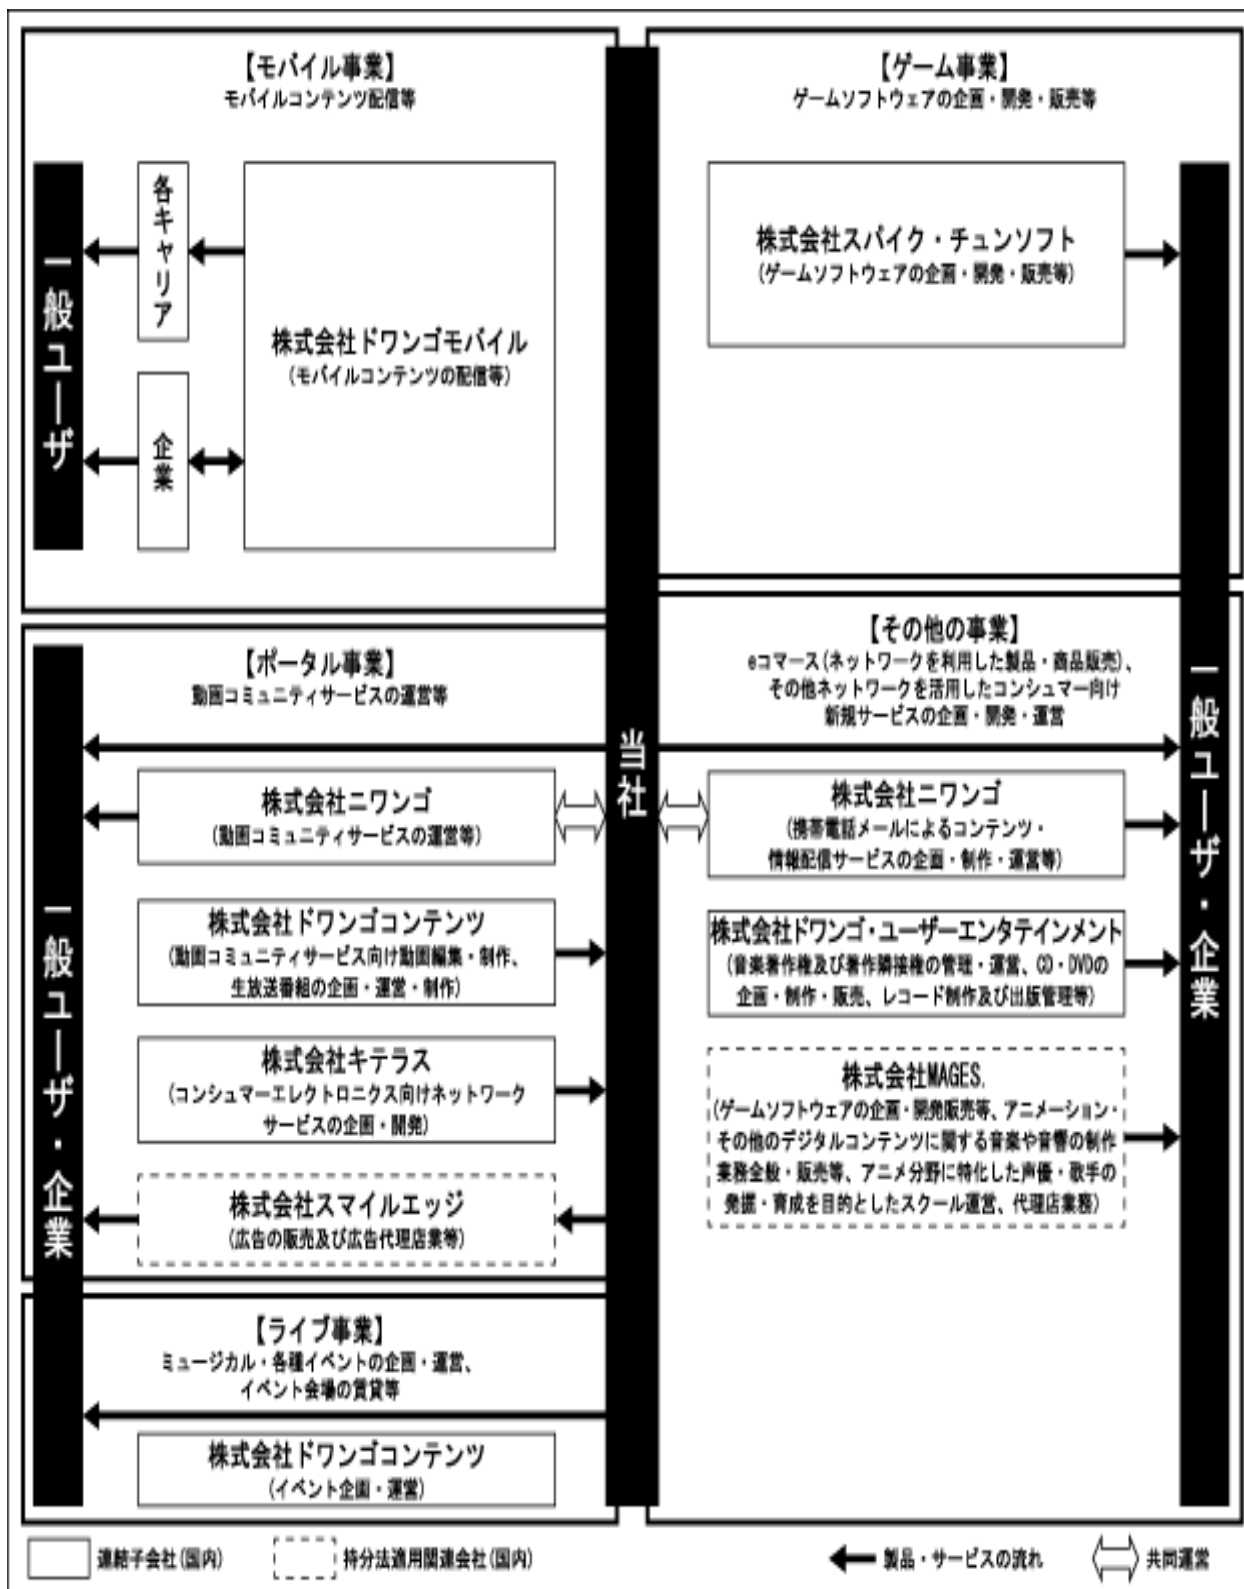 【モバイル事業】
モバイルコンテンツ配信等
一般ユーザ
各キャリア
企業
株式会社ドワンゴモバイル
(モバイルコンテンツの配信等)
【ゲーム事業】
ゲームソフトウェアの企画・開発・販売等
株式会社スパイク・チュンソフト
(ゲームソフトウェアの企画・開発・販売等)
当社
【ポータル事業】
動画コミュニティサービスの運営等
一般ユーザ・企業
株式会社ニワンゴ
(動画コミュニティサービスの運営等)
株式会社ドワンゴコンテンツ
(動画コミュニティサービス向け動画編集・制作、
生放送番組の企画・運営・制作)
株式会社キテラス
(コンシュマーエレクトロニクス向けネットワーク
サービスの企画・開発)
株式会社スマイルエッジ
(広告の販売及び広告代理店業等)
【ライブ事業】
ミュージカル・各種イベントの企画・運営、
イベント会場の賃貸等
株式会社ドワンゴコンテンツ
(イベント企画・運営)
【その他の事業】
eコマース(ネットワークを利用した製品・商品販売)、
その他ネットワークを活用したコンシュマー向け
新規サービスの企画・開発・運営
一般ユーザ・企業
株式会社ニワンゴ
(携帯電話メールによるコンテンツ・
情報配信サービスの企画・制作・運営等)
株式会社ドワンゴ・ユーザーエンタテインメント
(音楽著作権及び著作隣接権の管理・運営、CD・DVDの
企画・制作・販売、レコード制作及び出版管理等)
株式会社MAGES.
(ゲームソフトウェアの企画・開発販売等、アニメーション・
その他のデジタルコンテンツに関する音楽や音響の制作
業務全般・販売等、アニメ分野に特化した声優・歌手の
発掘・育成を目的としたスクール運営、代理店業務)
連結子会社(国内)
持分法適用関連会社(国内)
製品・サービスの流れ
共同運営